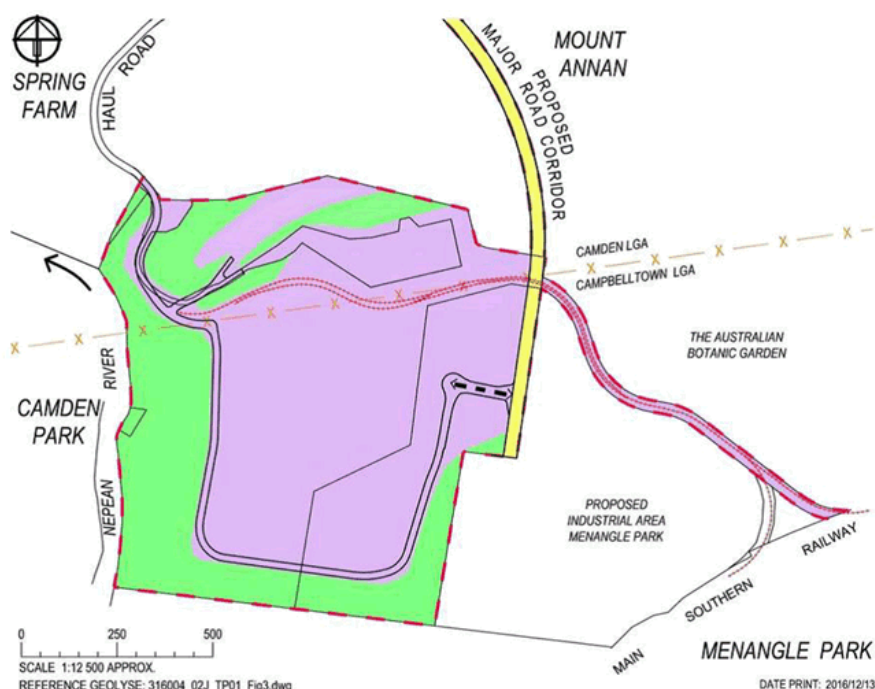 SPRING
FARM
HAUL ROAD
MOUNT
ANNAN
PROPOSED
MAJOR ROAD CORRIDOR
CAMDEN LGA
CAMPBELLTOWN LGA
THE AUSTRALIAN
BOTANIC GARDEN
CAMDEN
PARK
NEPEAN RIVER
PROPOSED
INDUSTRIAL AREA
MENANGLE PARK
MAIN SOUTHERN RAILWAY
MENANGLE PARK
0 250 500
SCALE 1:12 500 APPROX.
REFERENCE GEOLYSE: 316004_02J_TP01_Fig3.dwg
DATE PRINT: 2016/12/13